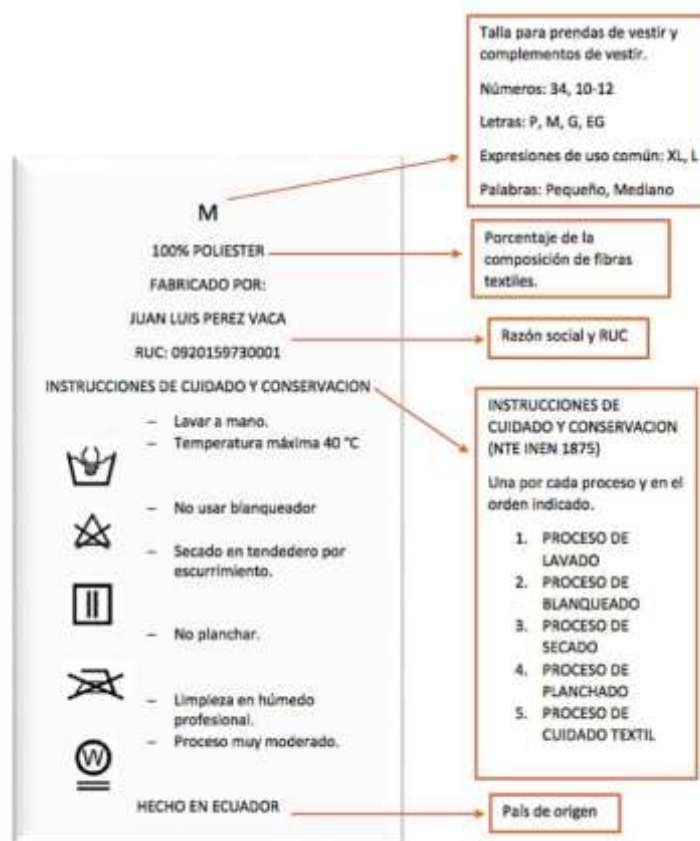 Talla para prendas de vestir y
complementos de vestir.
Números: 34, 10-12
Letras: P, M, G, EG
Expresiones de uso común: XL, L
Palabras: Pequeño, Mediano
M
100% POLIESTER
Porcentaje de la
composición de fibras
textiles.
FABRICADO POR:
JUAN LUIS PEREZ VACA
RUC: 0920159730001
Razón social y RUC
INSTRUCCIONES DE CUIDADO Y CONSERVACION
– Lavar a mano.
– Temperatura máxima 40 °C
– No usar blanqueador
– Secado en tendedero por
escurrimiento.
– No planchar.
– Limpieza en húmedo
profesional.
– Proceso muy moderado.
W
INSTRUCCIONES DE
CUIDADO Y CONSERVACION
(NTE INEN 1875)
Una por cada proceso y en el
orden indicado.
1. PROCESO DE
LAVADO
2. PROCESO DE
BLANQUEADO
3. PROCESO DE
SECADO
4. PROCESO DE
PLANCHADO
5. PROCESO DE
CUIDADO TEXTIL
HECHO EN ECUADOR
País de origen